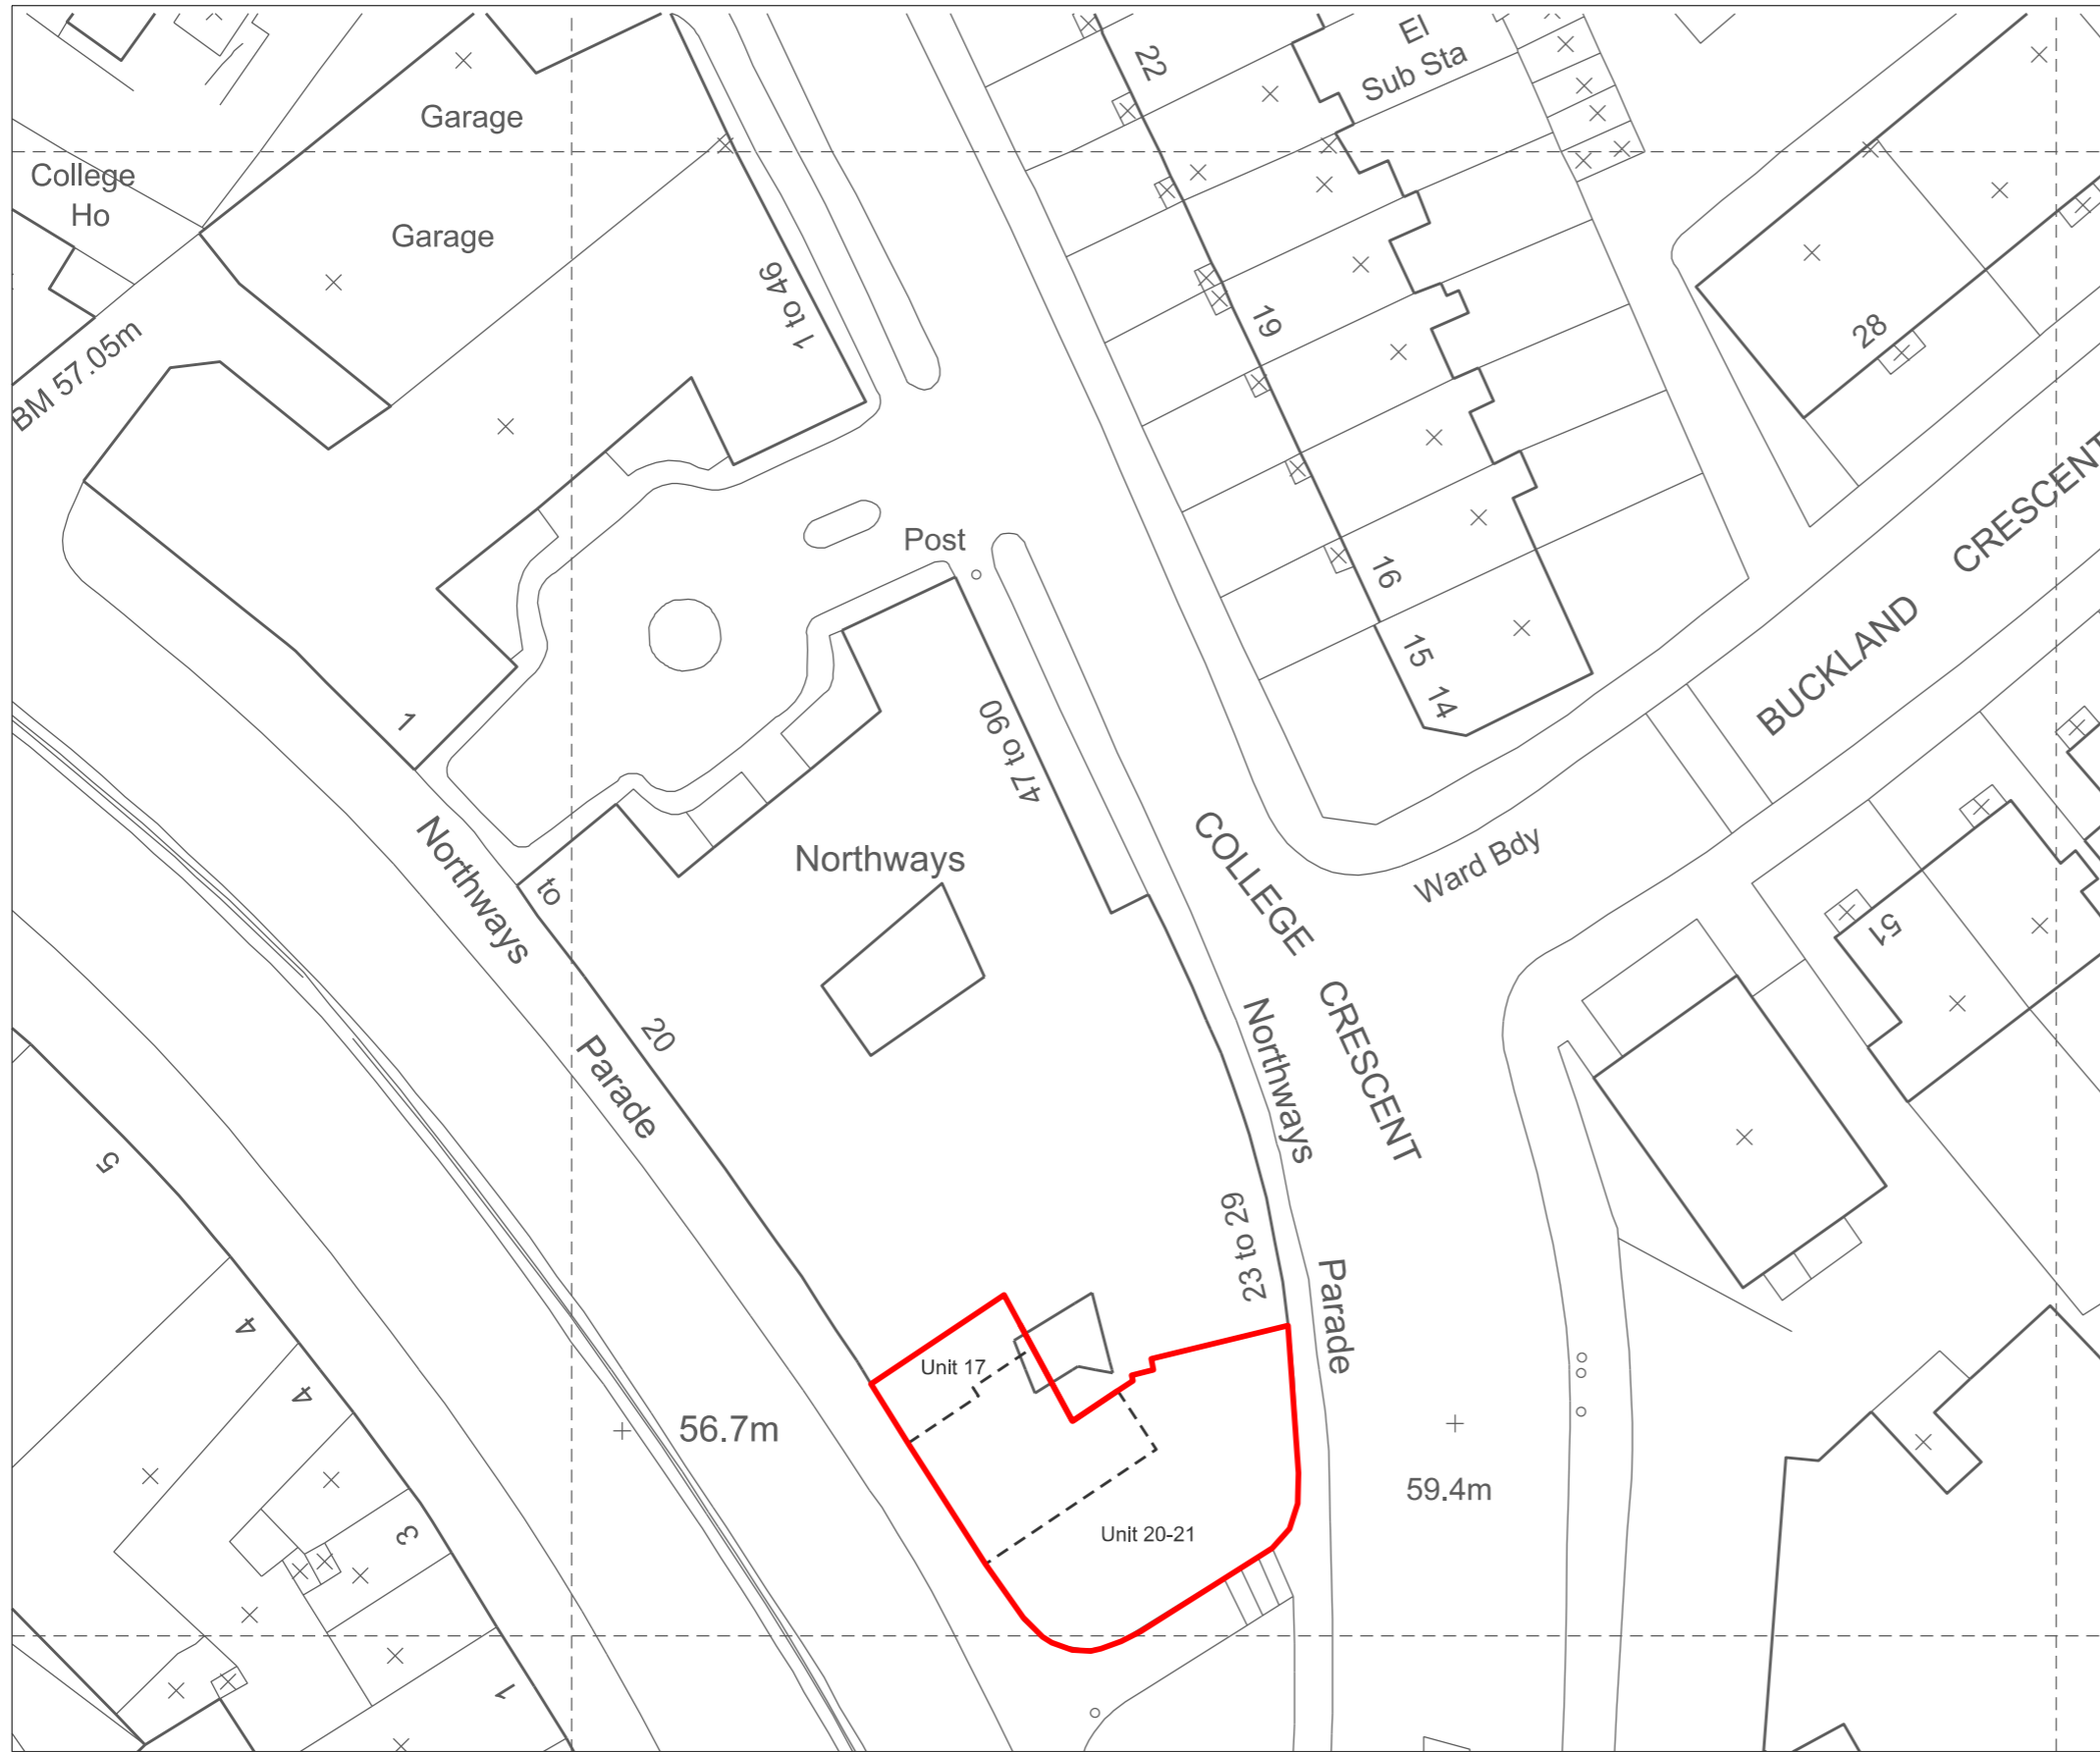 22
El
Sub Sta
Garage
College
Ho
Garage
1 to 46
BM 57.05m
19
28
CRESCENT
Post
16
BUCKLAND
15
14
1
47 to 90
Northways
COLLEGE
Ward Bdy
Northways
to
51
20
Parade
Northways
CRESCENT
5
23 to 29
Parade
4
Unit 17
4
56.7m
59.4m
3
Unit 20-21
1